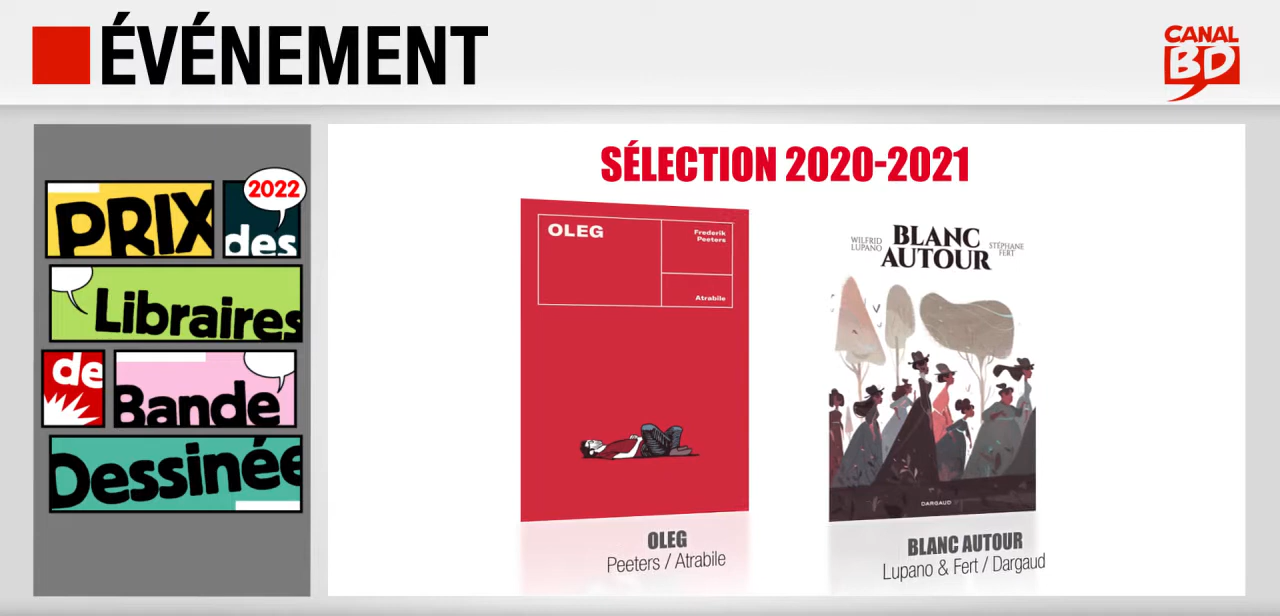 ÉVÉNEMENT
CANAL
BD
PRIX
des
2022
Libraires
de
Bande
Dessinée
SÉLECTION 2020-2021
OLEG
Frederik
Peeters
Atrabile
WILFRID
LUPANO
BLANC
AUTOUR
STÉPHANE
FERT
DARGAUD
OLEG
Peeters / Atrabile
BLANC AUTOUR
Lupano & Fert / Dargaud